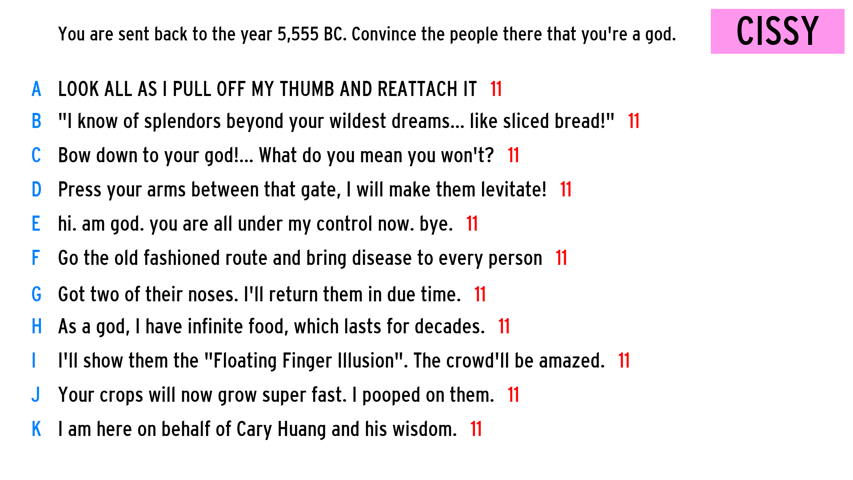 You are sent back to the year 5,555 BC. Convince the people there that you're a god.
CISSY
A LOOK ALL AS I PULL OFF MY THUMB AND REATTACH IT 11
B "I know of splendors beyond your wildest dreams... like sliced bread!" 11
C Bow down to your god!... What do you mean you won't? 11
D Press your arms between that gate, I will make them levitate! 11
E hi. am god. you are all under my control now. bye. 11
F Go the old fashioned route and bring disease to every person 11
G Got two of their noses. I'll return them in due time. 11
H As a god, I have infinite food, which lasts for decades. 11
I I'll show them the "Floating Finger Illusion". The crowd'll be amazed. 11
J Your crops will now grow super fast. I pooped on them. 11
K I am here on behalf of Cary Huang and his wisdom. 11